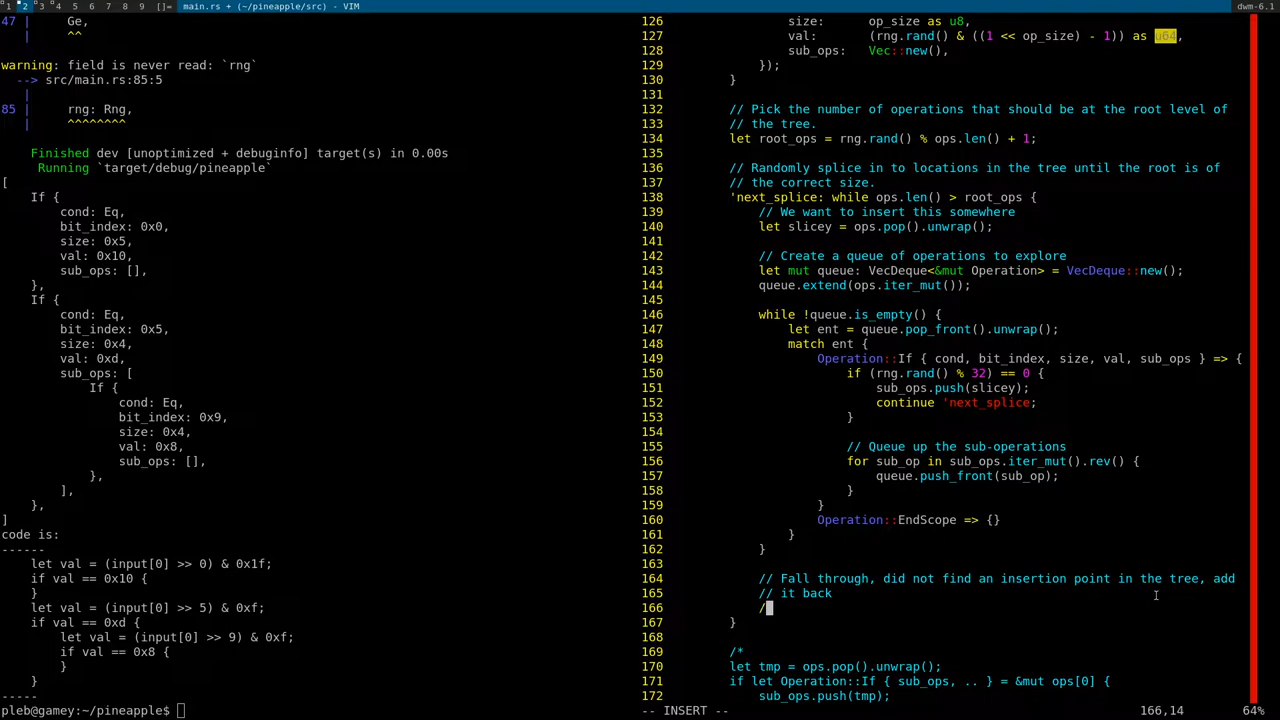 1 2 3 4 5 6 7 8 9 []= main.rs + (~/pineapple/src) - VIM dwm-6.1
47 |     Ge,
   |     ^^
warning: field is never read: `rng`
  --> src/main.rs:85:5
   |
85 |     rng: Rng,
   |     ^^^^^^^^
    Finished dev [unoptimized + debuginfo] target(s) in 0.00s
     Running `target/debug/pineapple`
[
    If {
        cond: Eq,
        bit_index: 0x0,
        size: 0x5,
        val: 0x10,
        sub_ops: [],
    },
    If {
        cond: Eq,
        bit_index: 0x5,
        size: 0x4,
        val: 0xd,
        sub_ops: [
            If {
                cond: Eq,
                bit_index: 0x9,
                size: 0x4,
                val: 0x8,
                sub_ops: [],
            },
        ],
    },
]
code is:
------
    let val = (input[0] >> 0) & 0x1f;
    if val == 0x10 {
    }
    let val = (input[0] >> 5) & 0xf;
    if val == 0xd {
        let val = (input[0] >> 9) & 0xf;
        if val == 0x8 {
        }
    }
-----
pleb@gamey:~/pineapple$
126                 size:      op_size as u8,
127                 val:       (rng.rand() & ((1 << op_size) - 1)) as u64,
128                 sub_ops:   Vec::new(),
129             });
130         }
131
132         // Pick the number of operations that should be at the root level of
133         // the tree.
134         let root_ops = rng.rand() % ops.len() + 1;
135
136         // Randomly splice in to locations in the tree until the root is of
137         // the correct size.
138         'next_splice: while ops.len() > root_ops {
139             // We want to insert this somewhere
140             let slicey = ops.pop().unwrap();
141
142             // Create a queue of operations to explore
143             let mut queue: VecDeque<&mut Operation> = VecDeque::new();
144             queue.extend(ops.iter_mut());
145
146             while !queue.is_empty() {
147                 let ent = queue.pop_front().unwrap();
148                 match ent {
149                     Operation::If { cond, bit_index, size, val, sub_ops } => {
150                         if (rng.rand() % 32) == 0 {
151                             sub_ops.push(slicey);
152                             continue 'next_splice;
153                         }
154
155                         // Queue up the sub-operations
156                         for sub_op in sub_ops.iter_mut().rev() {
157                             queue.push_front(sub_op);
158                         }
159                     }
160                     Operation::EndScope => {}
161                 }
162             }
163
164             // Fall through, did not find an insertion point in the tree, add
165             // it back
166             /
167         }
168
169         /*
170         let tmp = ops.pop().unwrap();
171         if let Operation::If { sub_ops, .. } = &mut ops[0] {
172             sub_ops.push(tmp);
-- INSERT -- 166,14 64%